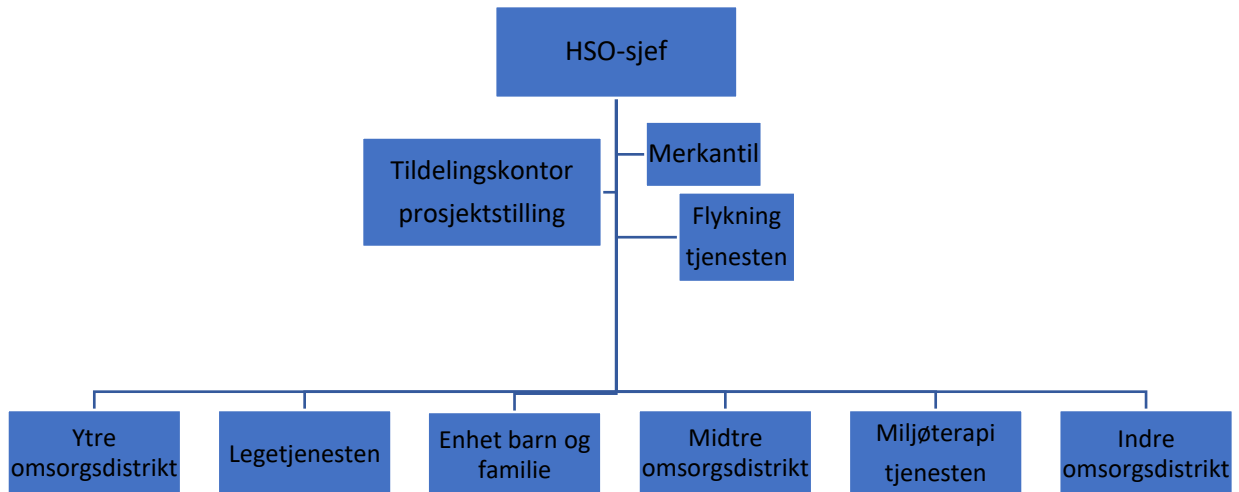 HSO-sjef
Merkantil
Tildelingskontor
prosjektstilling
Flykning
tjenesten
Ytre
omsorgsdistrikt
Legetjenesten
Enhet barn og
familie
Midtre
omsorgsdistrikt
Miljøterapi
tjenesten
Indre
omsorgsdistrikt